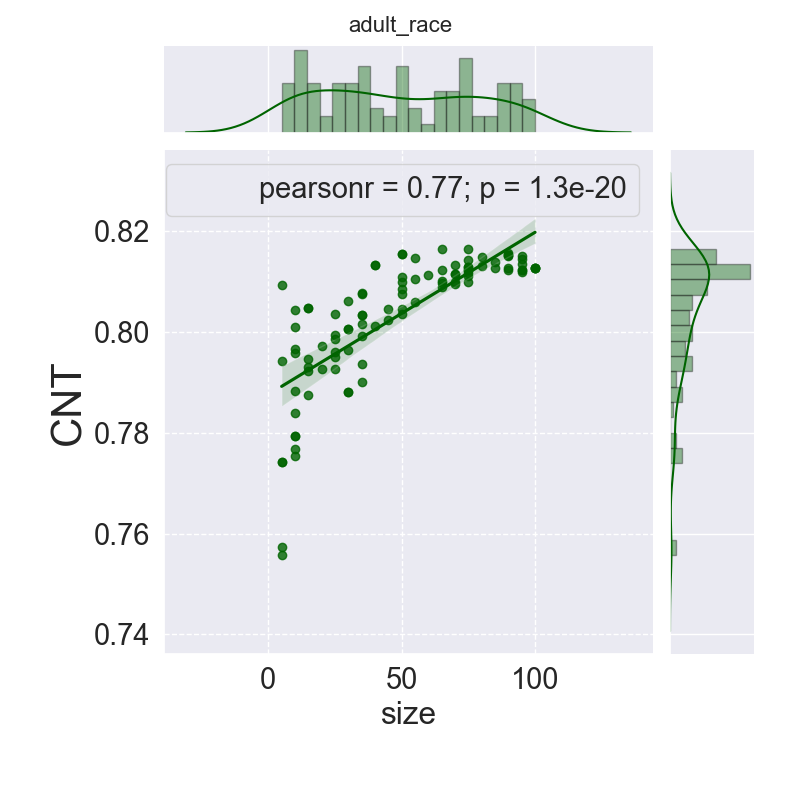 adult_race
pearsonr = 0.77; p = 1.3e-20
0.82
0.80
0.78
0.76
0.74
CNT
0 50 100
size